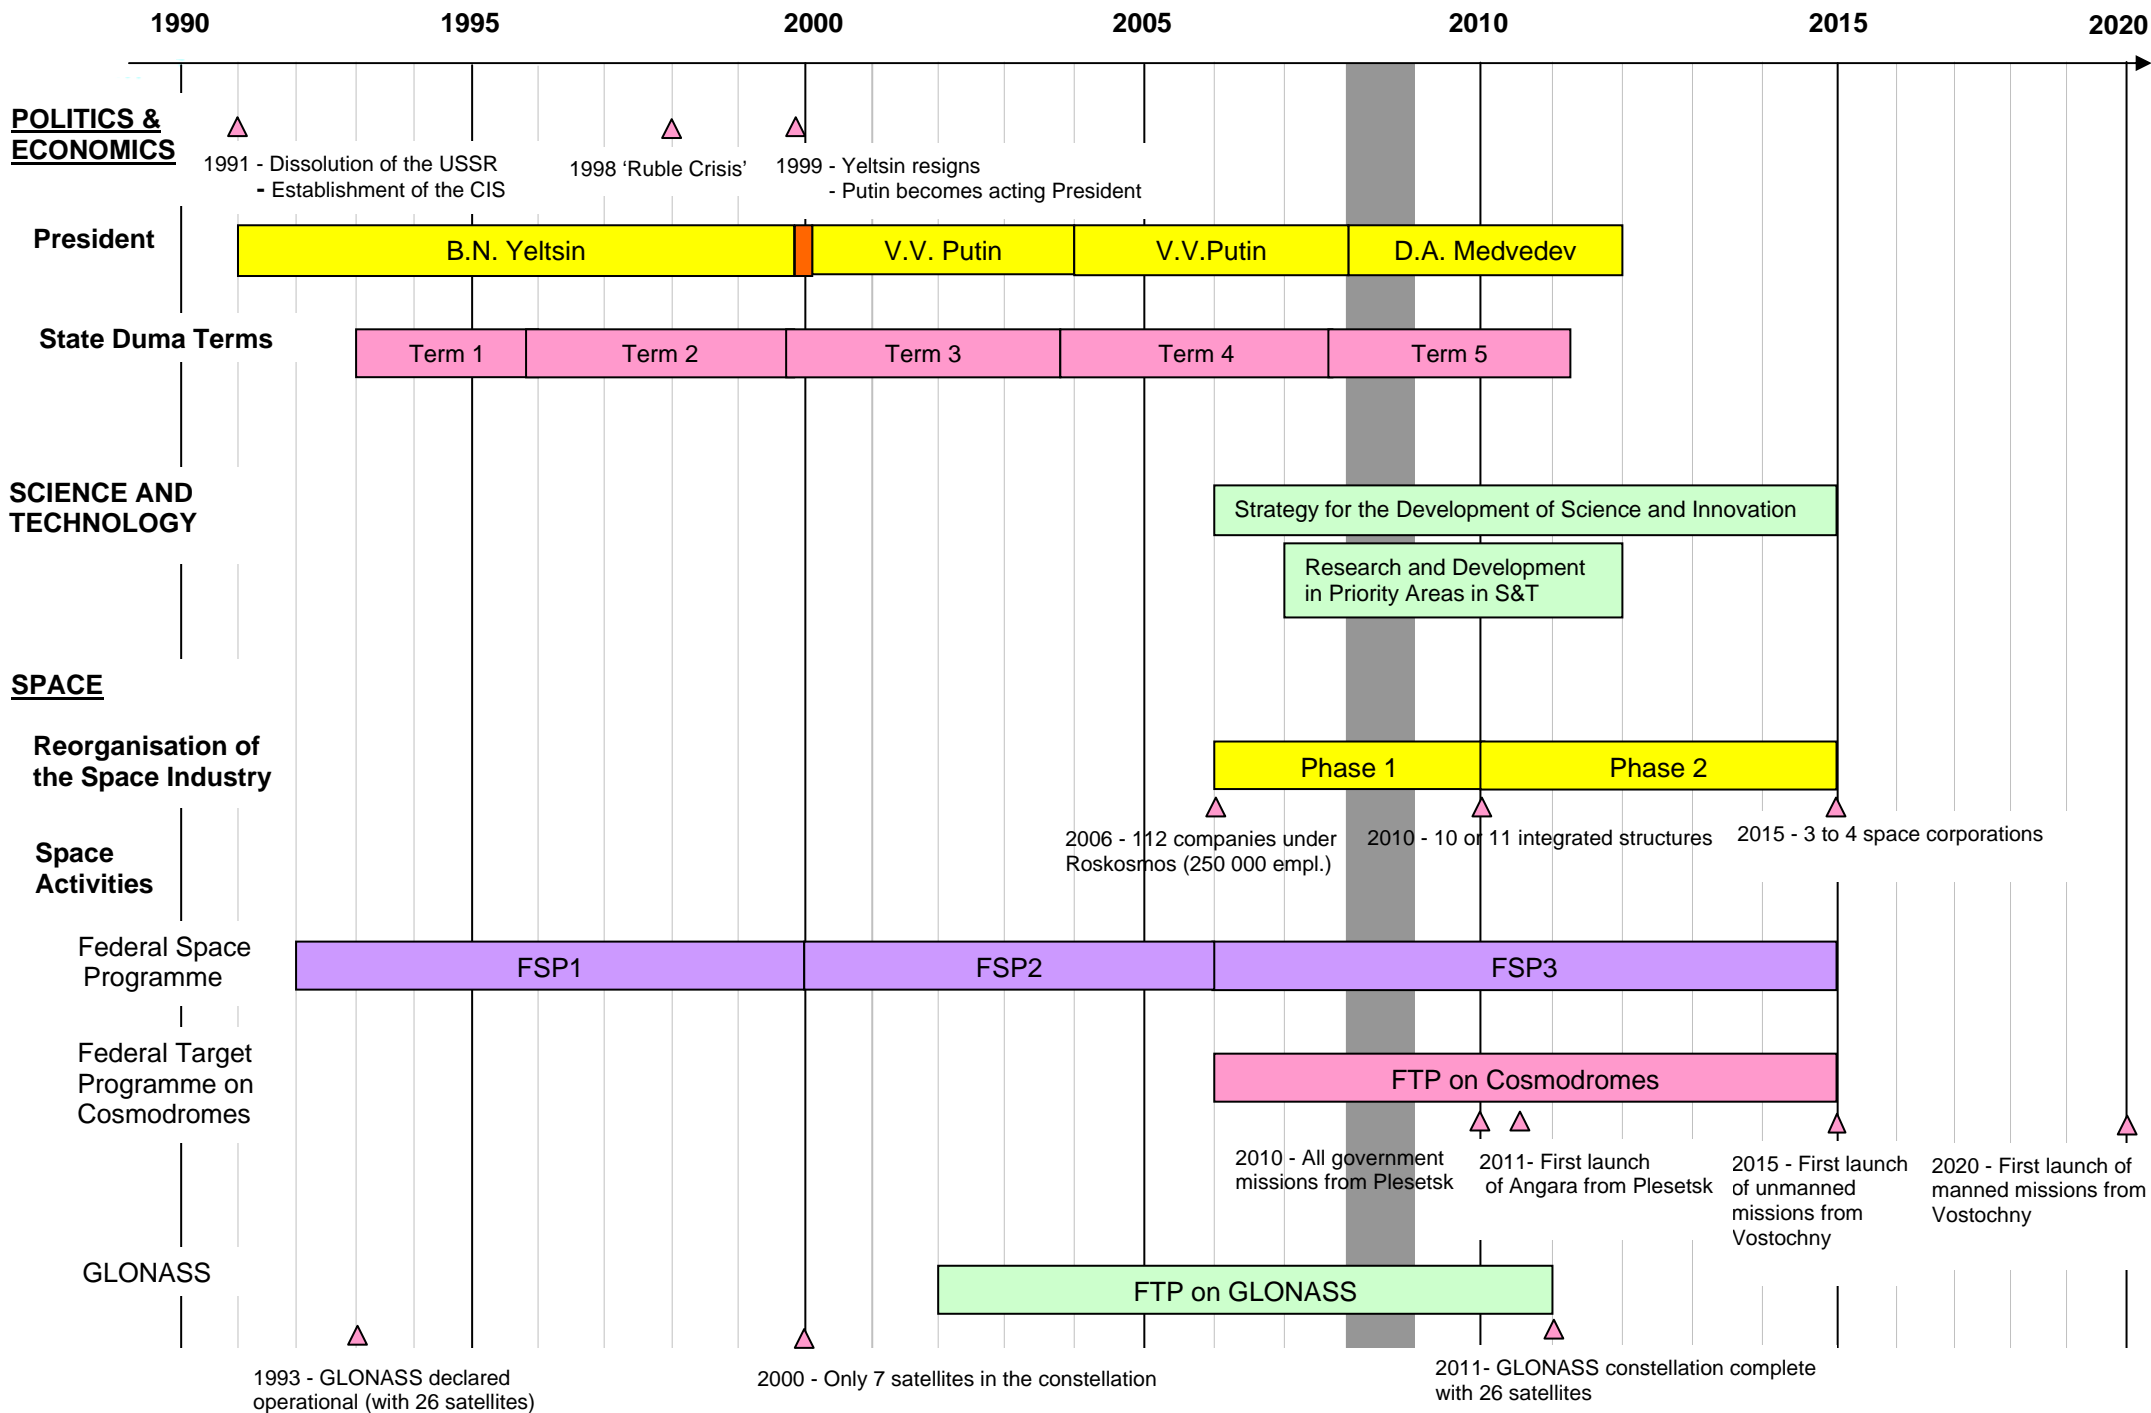 1990 1995 2000 2005 2010 2015 2020
POLITICS &
ECONOMICS
1991 - Dissolution of the USSR
- Establishment of the CIS
1998 ‘Ruble Crisis’
1999 - Yeltsin resigns
- Putin becomes acting President
President
B.N. Yeltsin
V.V. Putin
V.V.Putin
D.A. Medvedev
State Duma Terms
Term 1
Term 2
Term 3
Term 4
Term 5
SCIENCE AND
TECHNOLOGY
Strategy for the Development of Science and Innovation
Research and Development
in Priority Areas in S&T
SPACE
Reorganisation of
the Space Industry
Phase 1
Phase 2
2006 - 112 companies under
Roskosmos (250 000 empl.)
2010 - 10 or 11 integrated structures
2015 - 3 to 4 space corporations
Space
Activities
Federal Space
Programme
FSP1
FSP2
FSP3
Federal Target
Programme on
Cosmodromes
FTP on Cosmodromes
2010 - All government
missions from Plesetsk
2011- First launch
of Angara from Plesetsk
2015 - First launch
of unmanned
missions from
Vostochny
2020 - First launch of
manned missions from
Vostochny
GLONASS
FTP on GLONASS
1993 - GLONASS declared
operational (with 26 satellites)
2000 - Only 7 satellites in the constellation
2011- GLONASS constellation complete
with 26 satellites